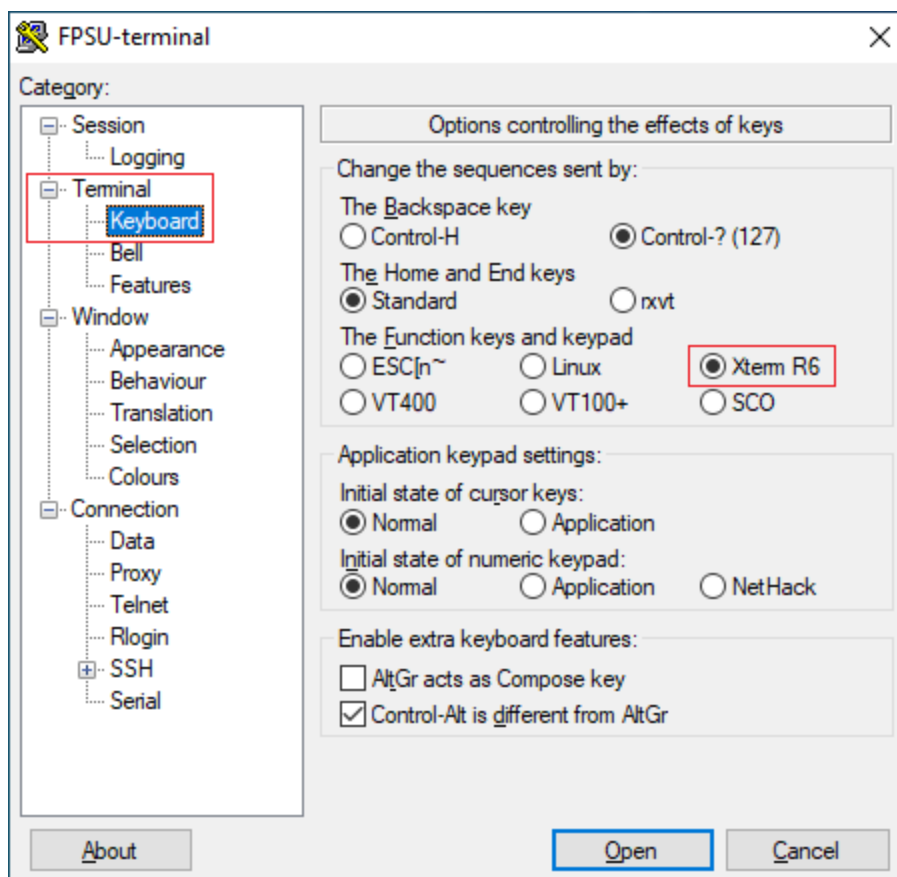 FPSU-terminal
Category:
Session
Logging
Terminal
Keyboard
Bell
Features
Window
Appearance
Behaviour
Translation
Selection
Colours
Connection
Data
Proxy
Telnet
Rlogin
SSH
Serial
Options controlling the effects of keys
Change the sequences sent by:
The Backspace key
Control-H Control-? (127)
The Home and End keys
Standard rxvt
The Function keys and keypad
ESC[n~ Linux Xterm R6
VT400 VT100+ SCO
Application keypad settings:
Initial state of cursor keys:
Normal Application
Initial state of numeric keypad:
Normal Application NetHack
Enable extra keyboard features:
AltGr acts as Compose key
Control-Alt is different from AltGr
About Open Cancel